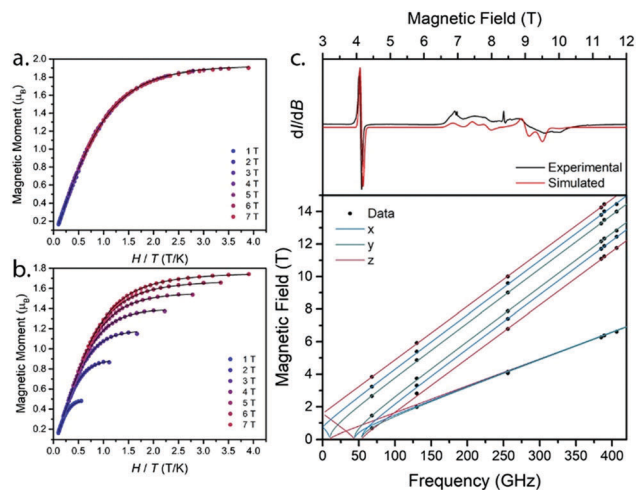 a.
Magnetic Moment (μB)
2.0
1.8
1.6
1.4
1.2
1.0
0.8
0.6
0.4
0.2
1 T
2 T
3 T
4 T
5 T
6 T
7 T
0.0 0.5 1.0 1.5 2.0 2.5 3.0 3.5 4.0
H / T (T/K)
b.
Magnetic Moment (μB)
1.8
1.6
1.4
1.2
1.0
0.8
0.6
0.4
0.2
0.0
1 T
2 T
3 T
4 T
5 T
6 T
7 T
0.0 0.5 1.0 1.5 2.0 2.5 3.0 3.5 4.0
H / T (T/K)
c.
Magnetic Field (T)
3 4 5 6 7 8 9 10 11 12
dI/dB
Experimental
Simulated
Data
x
y
z
Magnetic Field (T)
14
12
10
8
6
4
2
0
0 50 100 150 200 250 300 350 400
Frequency (GHz)